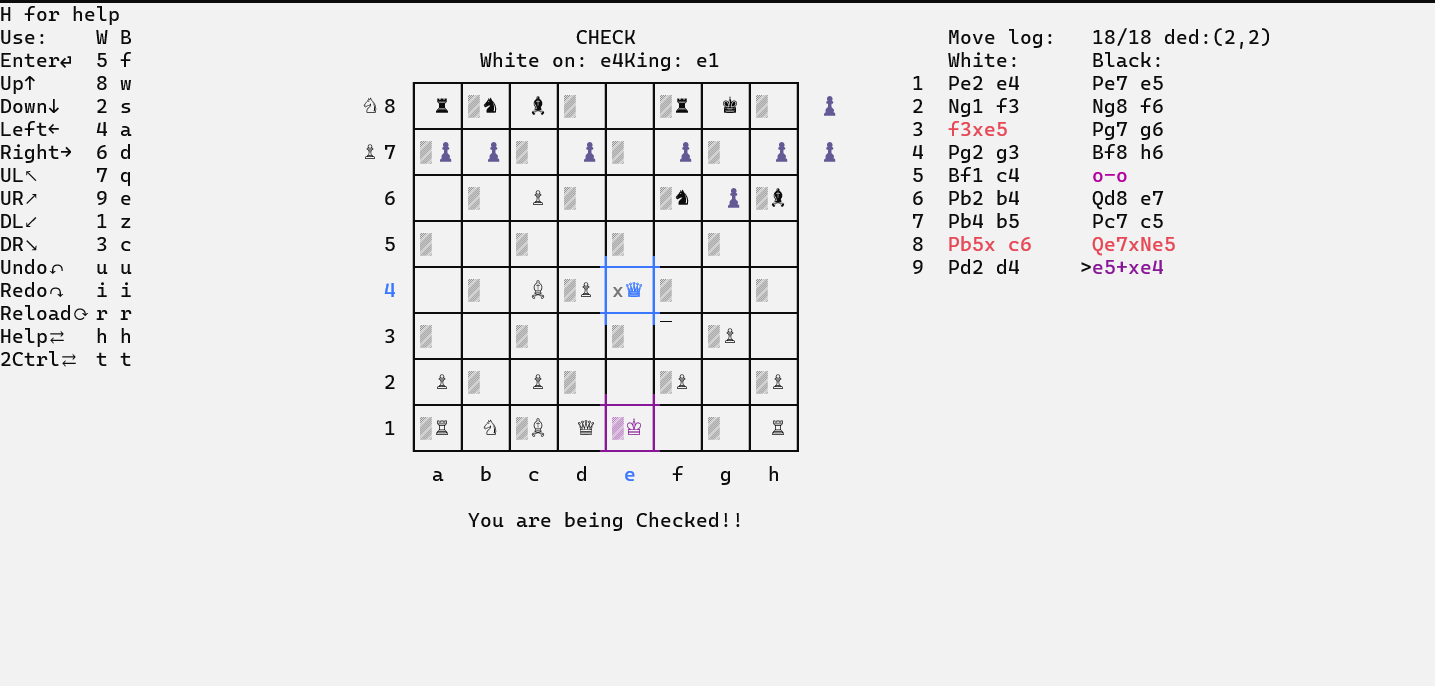 H for help
Use:    W B
Enter↲  5 f
Up↑     8 w
Down↓   2 s
Left←   4 a
Right→  6 d
UL↖     7 q
UR↗     9 e
DL↙     1 z
DR↘     3 c
Undo↶   u u
Redo↷   i i
Reload⟳ r r
Help⇄   h h
2Ctrl⇄  t t
CHECK
White on: e4King: e1
♘ 8 ♜ ♞ ♝ ♜ ♚ ♟
♗ 7 ♟ ♟ ♟ ♟ ♟ ♟
6 ♙ ♞ ♟ ♝
5
4 ♗ ♙ x♛
3 ♙
2 ♙ ♙ ♙ ♙
1 ♖ ♘ ♗ ♕ ♔ ♖
a b c d e f g h
You are being Checked!!
Move log:   18/18 ded:(2,2)
White:      Black:
1  Pe2 e4      Pe7 e5
2  Ng1 f3      Ng8 f6
3  f3xe5       Pg7 g6
4  Pg2 g3      Bf8 h6
5  Bf1 c4      o-o
6  Pb2 b4      Qd8 e7
7  Pb4 b5      Pc7 c5
8  Pb5x c6     Qe7xNe5
9  Pd2 d4     >e5+xe4